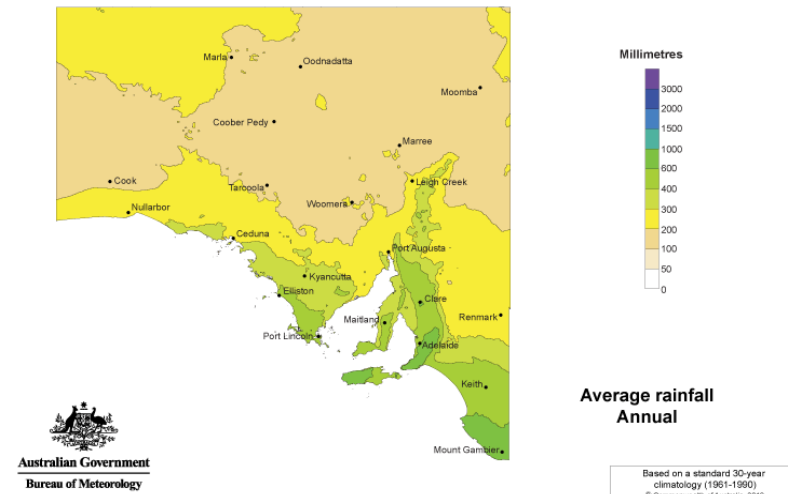 Marla
Oodnadatta
Moomba
Coober Pedy
Marree
Cook
Tarcoola
Leigh Creek
Woomera
Nullarbor
Ceduna
Port Augusta
Kyancutta
Elliston
Clare
Maitland
Renmark
Port Lincoln
Adelaide
Keith
Mount Gambier
Millimetres
3000
2000
1500
1000
600
400
300
200
100
50
0
Average rainfall
Annual
Australian Government
Bureau of Meteorology
Based on a standard 30-year
climatology (1961-1990)